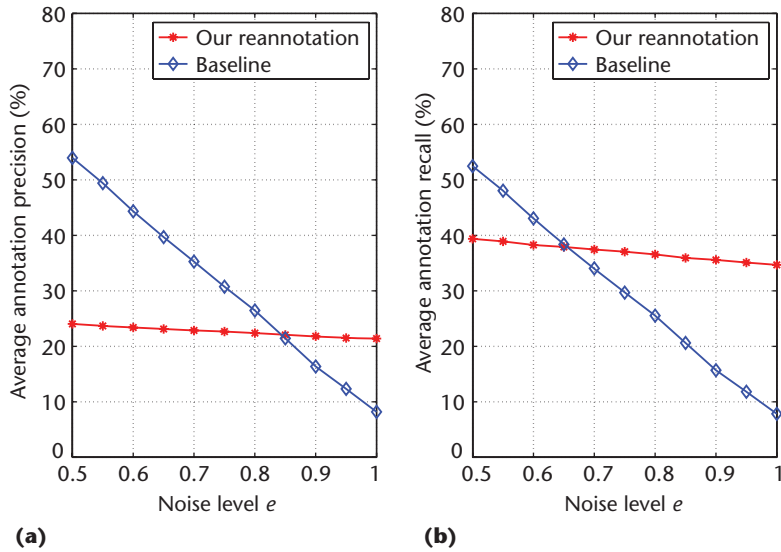 80
70
60
50
40
30
20
10
0
Average annotation precision (%)
Our reannotation
Baseline
0.5 0.6 0.7 0.8 0.9 1
Noise level e
(a)
80
70
60
50
40
30
20
10
0
Average annotation recall (%)
Our reannotation
Baseline
0.5 0.6 0.7 0.8 0.9 1
Noise level e
(b)